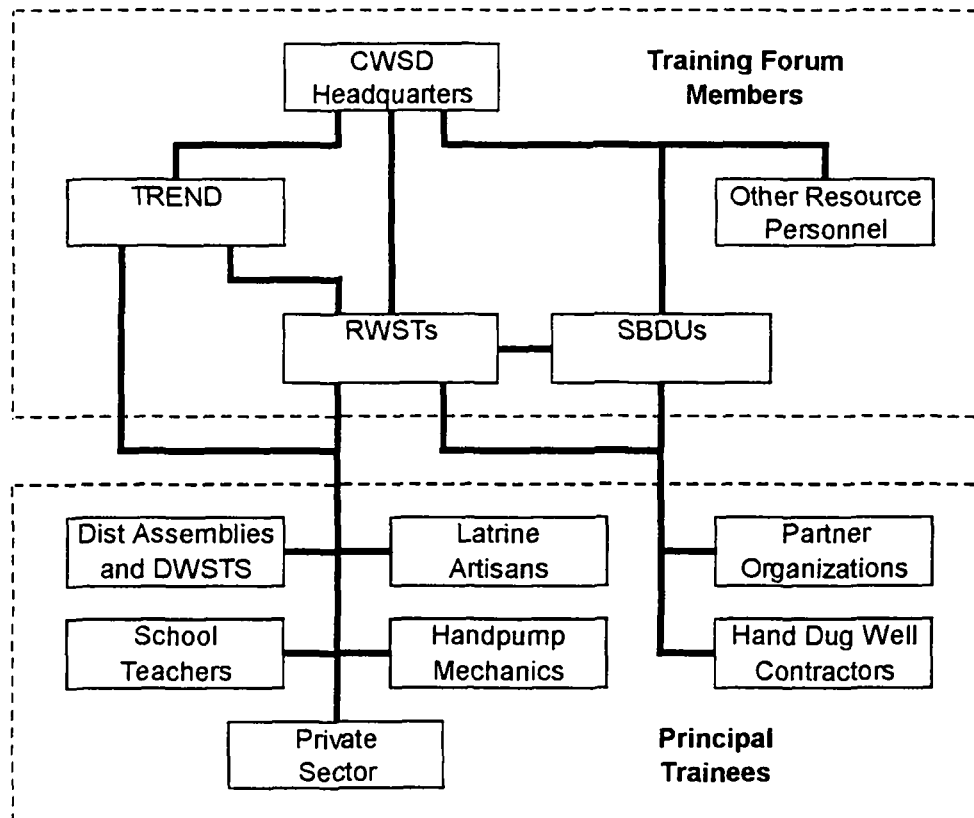 CWSD
Headquarters
Training Forum
Members
TREND
Other Resource
Personnel
RWSTs
SBDUs
Dist Assemblies
and DWSTS
Latrine
Artisans
Partner
Organizations
School
Teachers
Handpump
Mechanics
Hand Dug Well
Contractors
Private
Sector
Principal
Trainees